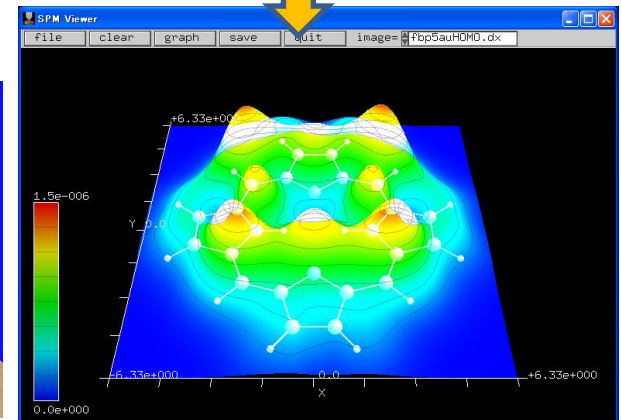 SPM Viewer
file clear graph save quit image= fbp5auHOMO.dx
+6.33e+000
1.5e-006
Y 0.0
-6.33e+000 0.0 +6.33e+000
X
0.0e+000